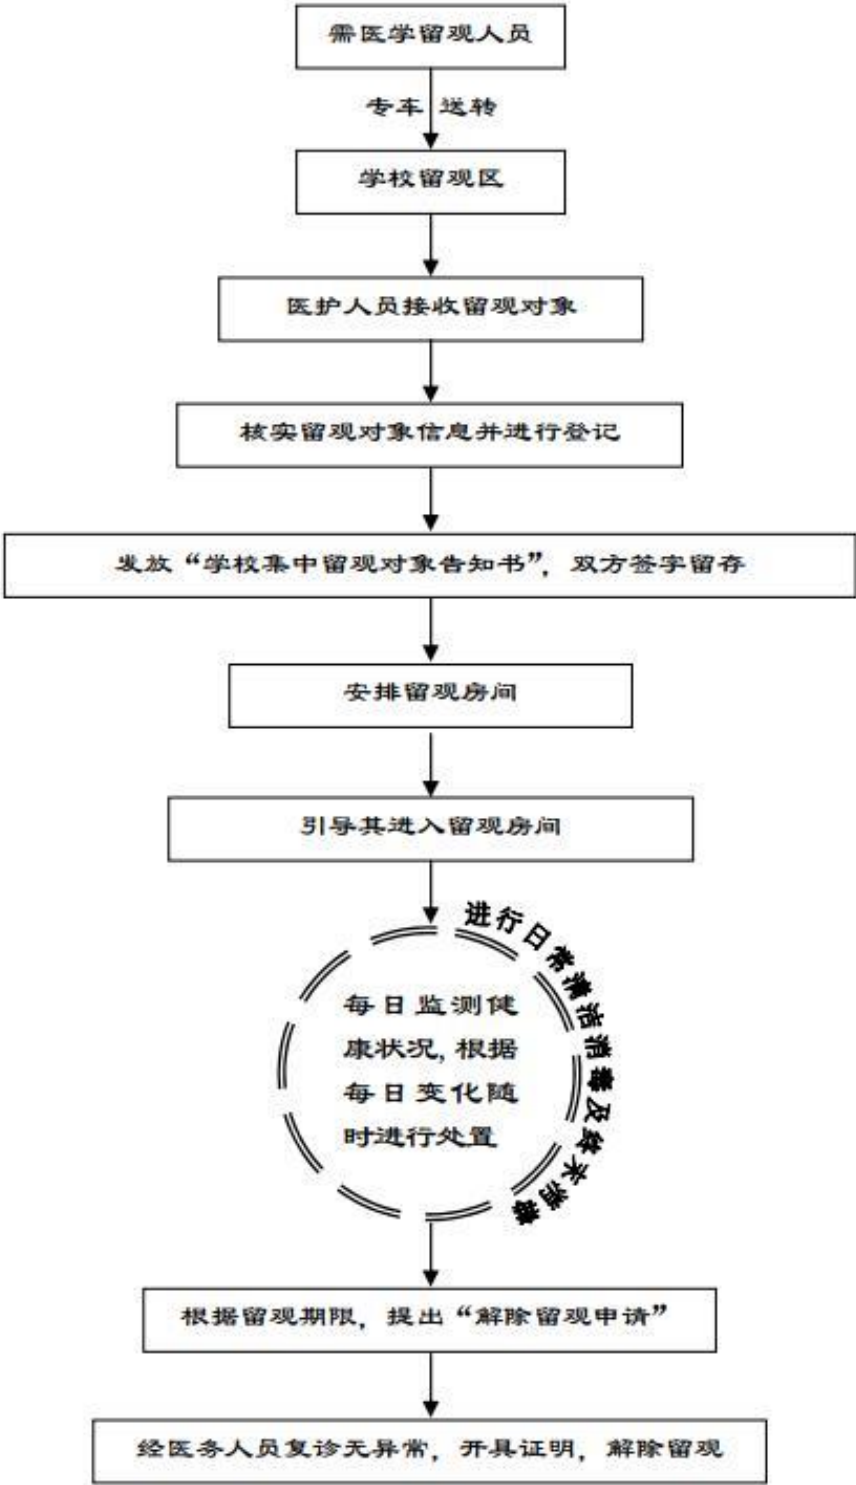 需医学留观人员
专车 送转
学校留观区
医护人员接收留观对象
核实留观对象信息并进行登记
发放“学校集中留观对象告知书”，双方签字留存
安排留观房间
引导其进入留观房间
进行日常清洁消毒及终末消毒
每日监测健
康状况，根据
每日变化随
时进行处置
根据留观期限，提出“解除留观申请”
经医务人员复诊无异常，开具证明，解除留观